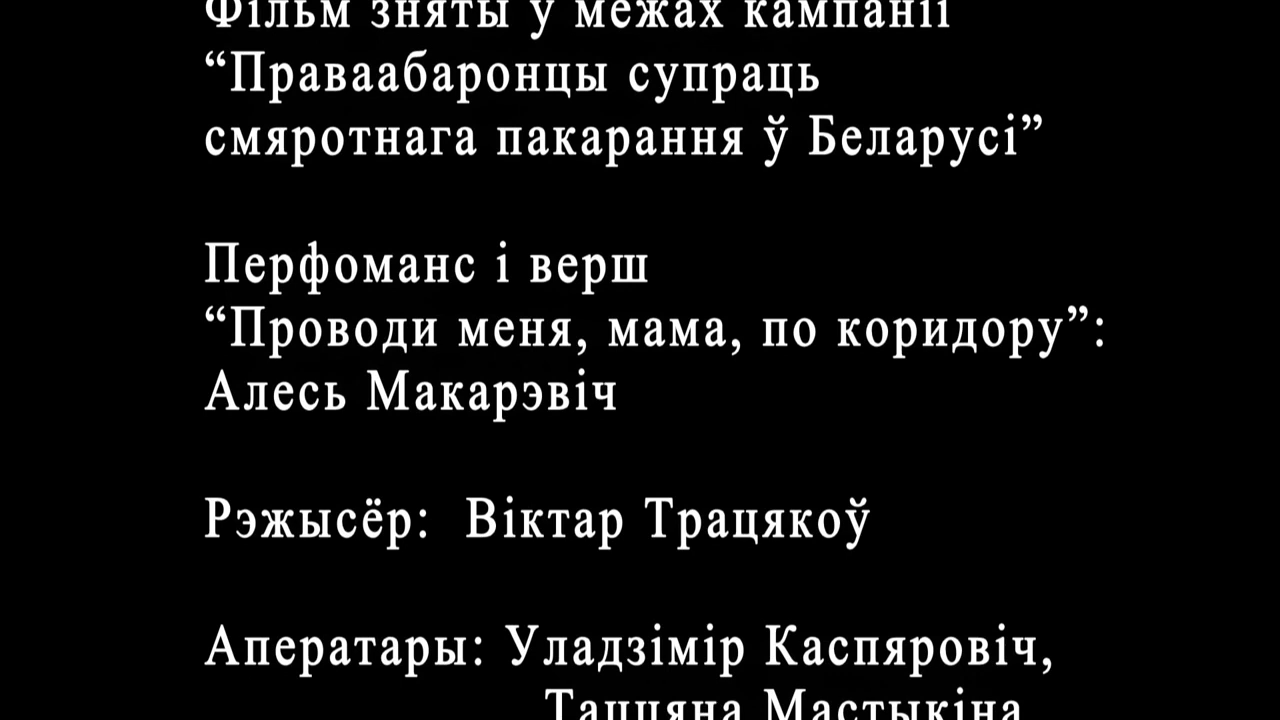 Фільм зняты ў межах кампаніі
“Праваабаронцы супраць
смяротнага пакарання ў Беларусі”
Перфоманс і верш
“Проводи меня, мама, по коридору”:
Алесь Макарэвіч
Рэжысёр: Віктар Трацякоў
Аператары: Уладзімір Каспяровіч,
Таццяна Мастыкіна